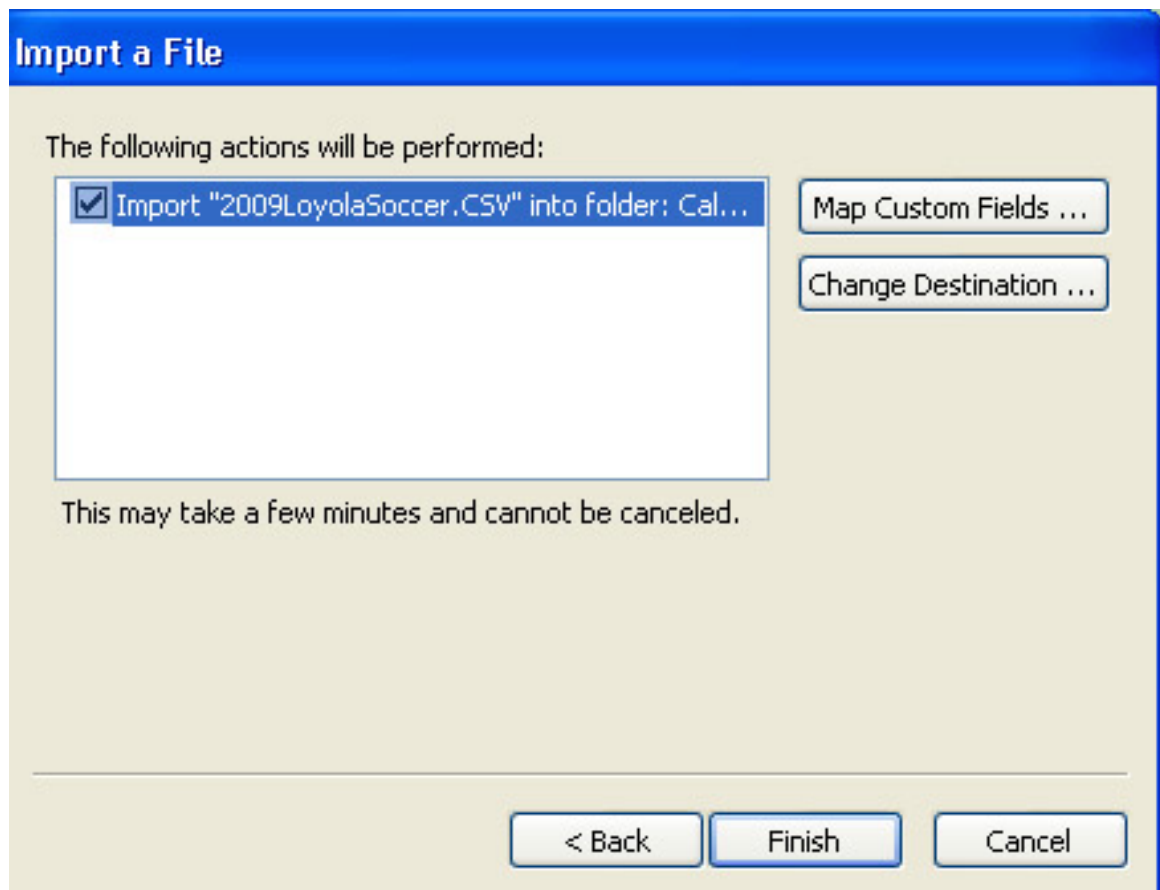 Import a File
The following actions will be performed:
Import "2009LoyolaSoccer.CSV" into folder: Cal...
Map Custom Fields ...
Change Destination ...
This may take a few minutes and cannot be canceled.
< Back
Finish
Cancel